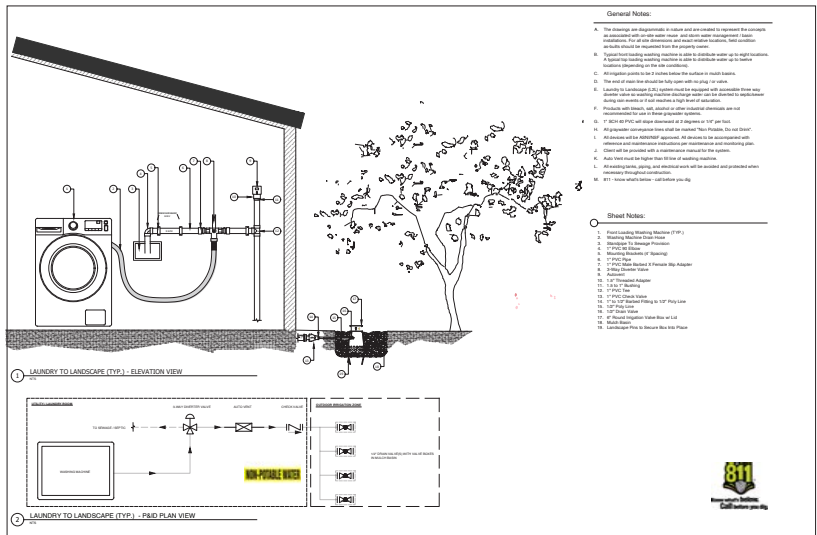 General Notes:
A. The drawings are diagrammatic in nature and are created to represent the concepts
as associated with on-site water reuse and storm water management / basin
installations. For all site dimensions and exact relative locations, field condition
as-builts should be requested from the property owner.
B. Typical front loading washing machine is able to distribute water up to eight locations.
A typical top loading washing machine is able to distribute water up to twelve
locations (depending on the site conditions).
C. All irrigation points to be 2 inches below the surface in mulch basins.
D. The end of main line should be fully open with no plug / or valve.
E. Laundry to Landscape (L2L) system must be equipped with accessible three way
diverter valve so washing machine discharge water can be diverted to septic/sewer
during rain events or if soil reaches a high level of saturation.
F. Products with bleach, salt, alcohol or other industrial chemicals are not
recommended for use in these graywater systems.
G. 1" SCH 40 PVC will slope downward at 2 degrees or 1/4" per foot.
H. All graywater conveyance lines shall be marked "Non Potable, Do not Drink".
I. All devices will be AWW/NSF approved. All devices to be accompanied with
reference and maintenance instructions per maintenance and monitoring plan.
J. Client will be provided with a maintenance manual for the system.
K. Auto Vent must be higher than fill line of washing machine.
L. All existing tanks, piping, and electrical work will be avoided and protected when
necessary throughout construction.
M. 811 - know what's below - call before you dig.
Sheet Notes:
1. Front Loading Washing Machine (TYP.)
2. Washing Machine Drain Hose
3. Standpipe To Sewage Provision
4. 1" PVC 90 Elbow
5. Mounting Brackets (4' Spacing)
6. 1" PVC Pipe
7. 1" PVC Male Barbed X Female Slip Adapter
8. 3-Way Diverter Valve
9. Autovent
10. 1.5" Threaded Adapter
11. 1.5 to 1" Bushing
12. 1" PVC Tee
13. 1" PVC Check Valve
14. 1" to 1/2" Barbed Fitting to 1/2" Poly Line
15. 1/2" Poly Line
16. 1/2" Drain Valve
17. 6" Round Irrigation Valve Box w/ Lid
18. Mulch Basin
19. Landscape Pins to Secure Box Into Place
1 LAUNDRY TO LANDSCAPE (TYP.) - ELEVATION VIEW
NTS
UTILITY/LAUNDRY ROOM
3-WAY DIVERTER VALVE
AUTO VENT
CHECK VALVE
OUTDOOR IRRIGATION ZONE
TO SEWAGE / SEPTIC
WASHING MACHINE
NON-POTABLE WATER
1/2" DRAIN VALVE(S) WITH VALVE BOXES
IN MULCH BASIN
2 LAUNDRY TO LANDSCAPE (TYP.) - P&ID PLAN VIEW
NTS
811
Know what's below.
Call before you dig.